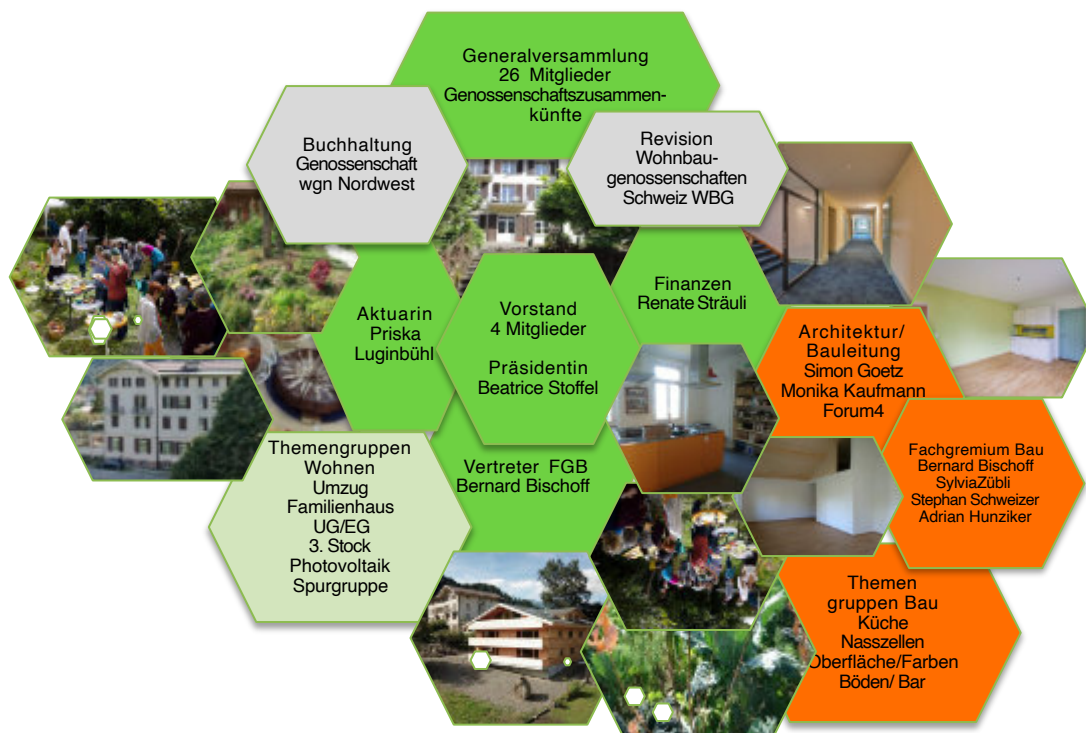 Generalversammlung
26 Mitglieder
Genossenschaftszusammen-
künfte
Buchhaltung
Genossenschaft
wgn Nordwest
Revision
Wohnbau-
genossenschaften
Schweiz WBG
Aktuarin
Priska
Luginbühl
Vorstand
4 Mitglieder
Präsidentin
Beatrice Stoffel
Finanzen
Renate Sträuli
Architektur/
Bauleitung
Simon Goetz
Monika Kaufmann
Forum4
Themengruppen
Wohnen
Umzug
Familienhaus
UG/EG
3. Stock
Photovoltaik
Spurgruppe
Vertreter FGB
Bernard Bischoff
Fachgremium Bau
Bernard Bischoff
SylviaZübli
Stephan Schweizer
Adrian Hunziker
Themen
gruppen Bau
Küche
Nasszellen
Oberfläche/Farben
Böden/ Bar